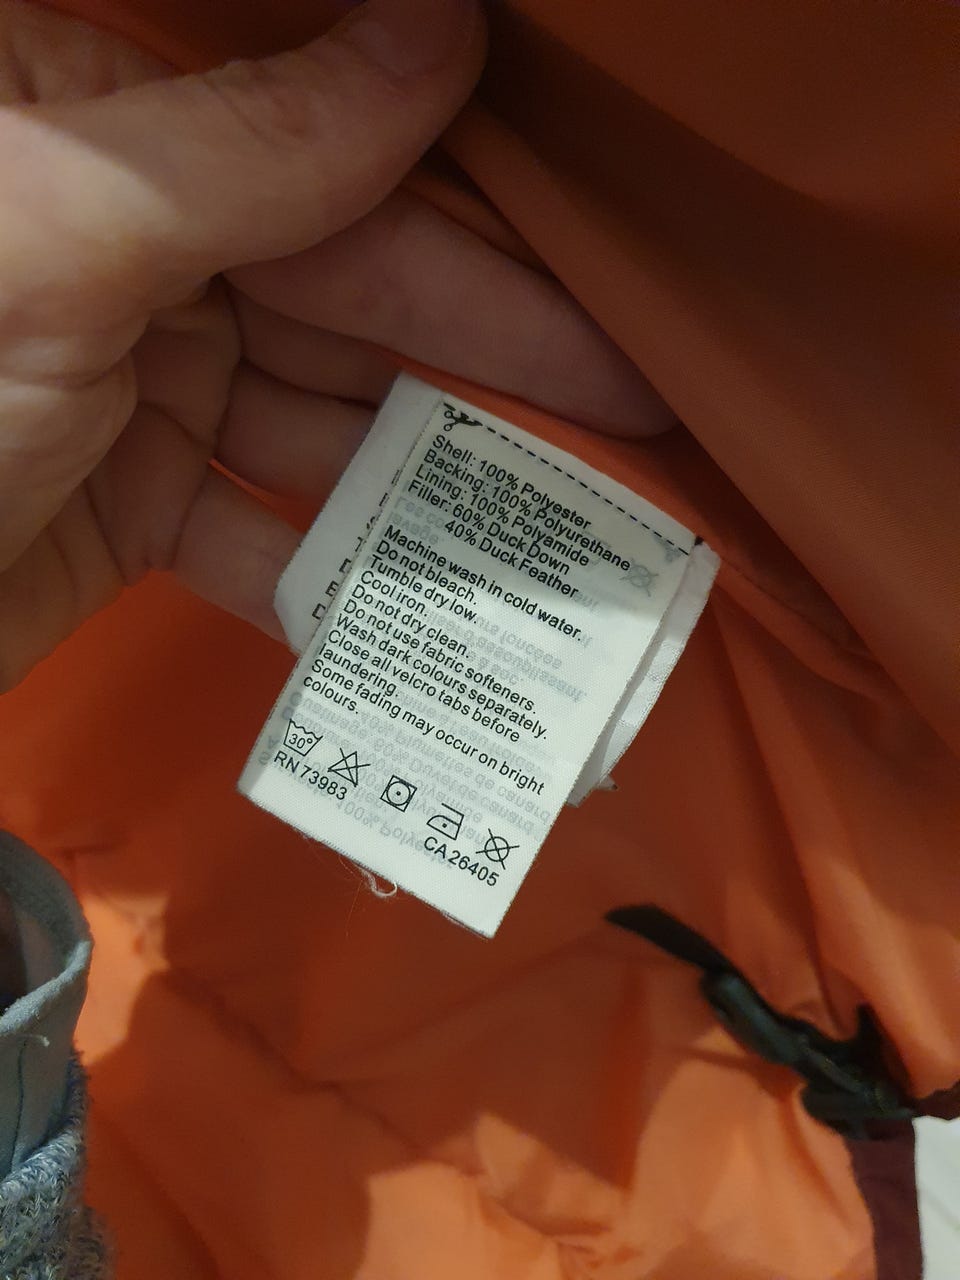 Shell: 100% Polyester
Backing: 100% Polyurethane
Lining: 100% Polyamide
Filler: 60% Duck Down
40% Duck Feather
Machine wash in cold water.
Do not bleach.
Tumble dry low.
Cool iron.
Do not dry clean.
Do not use fabric softeners.
Wash dark colours separately.
Close all velcro tabs before
laundering.
Some fading may occur on bright
colours.
30°
RN 73983
CA 26405